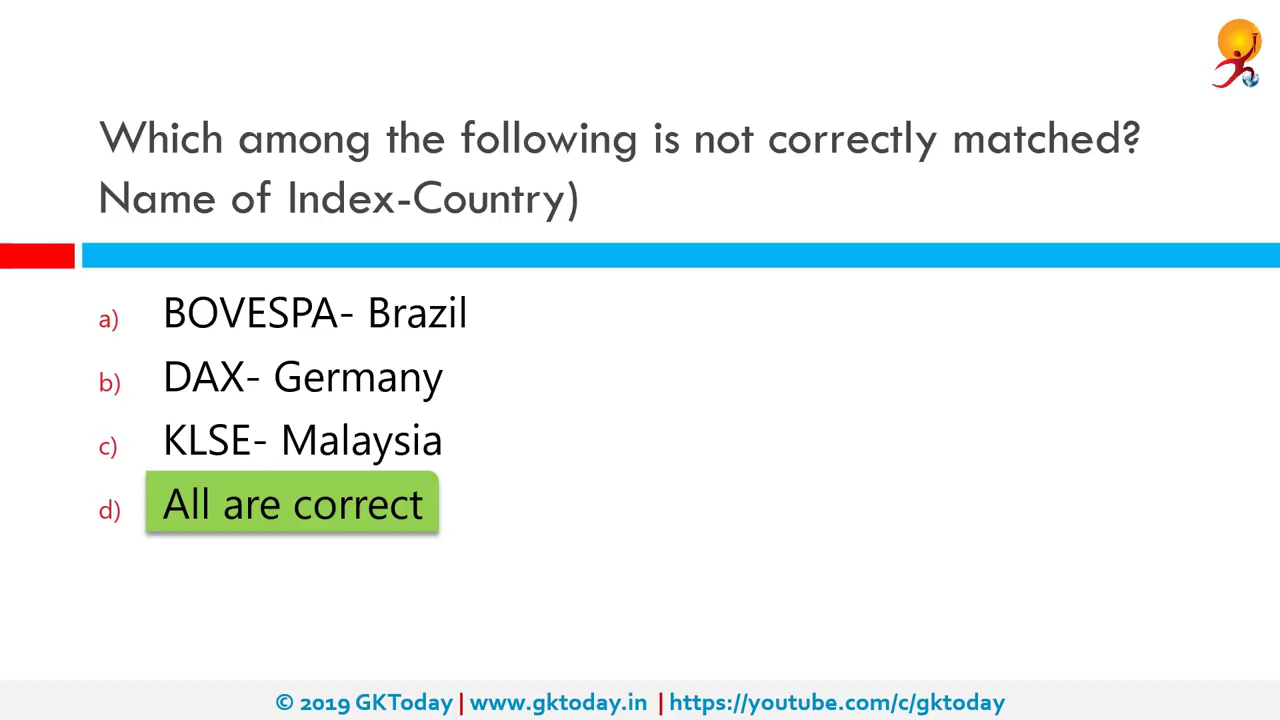 Which among the following is not correctly matched?
Name of Index-Country)
a) BOVESPA- Brazil
b) DAX- Germany
c) KLSE- Malaysia
d) All are correct
© 2019 GKToday | www.gktoday.in | https://youtube.com/c/gktoday